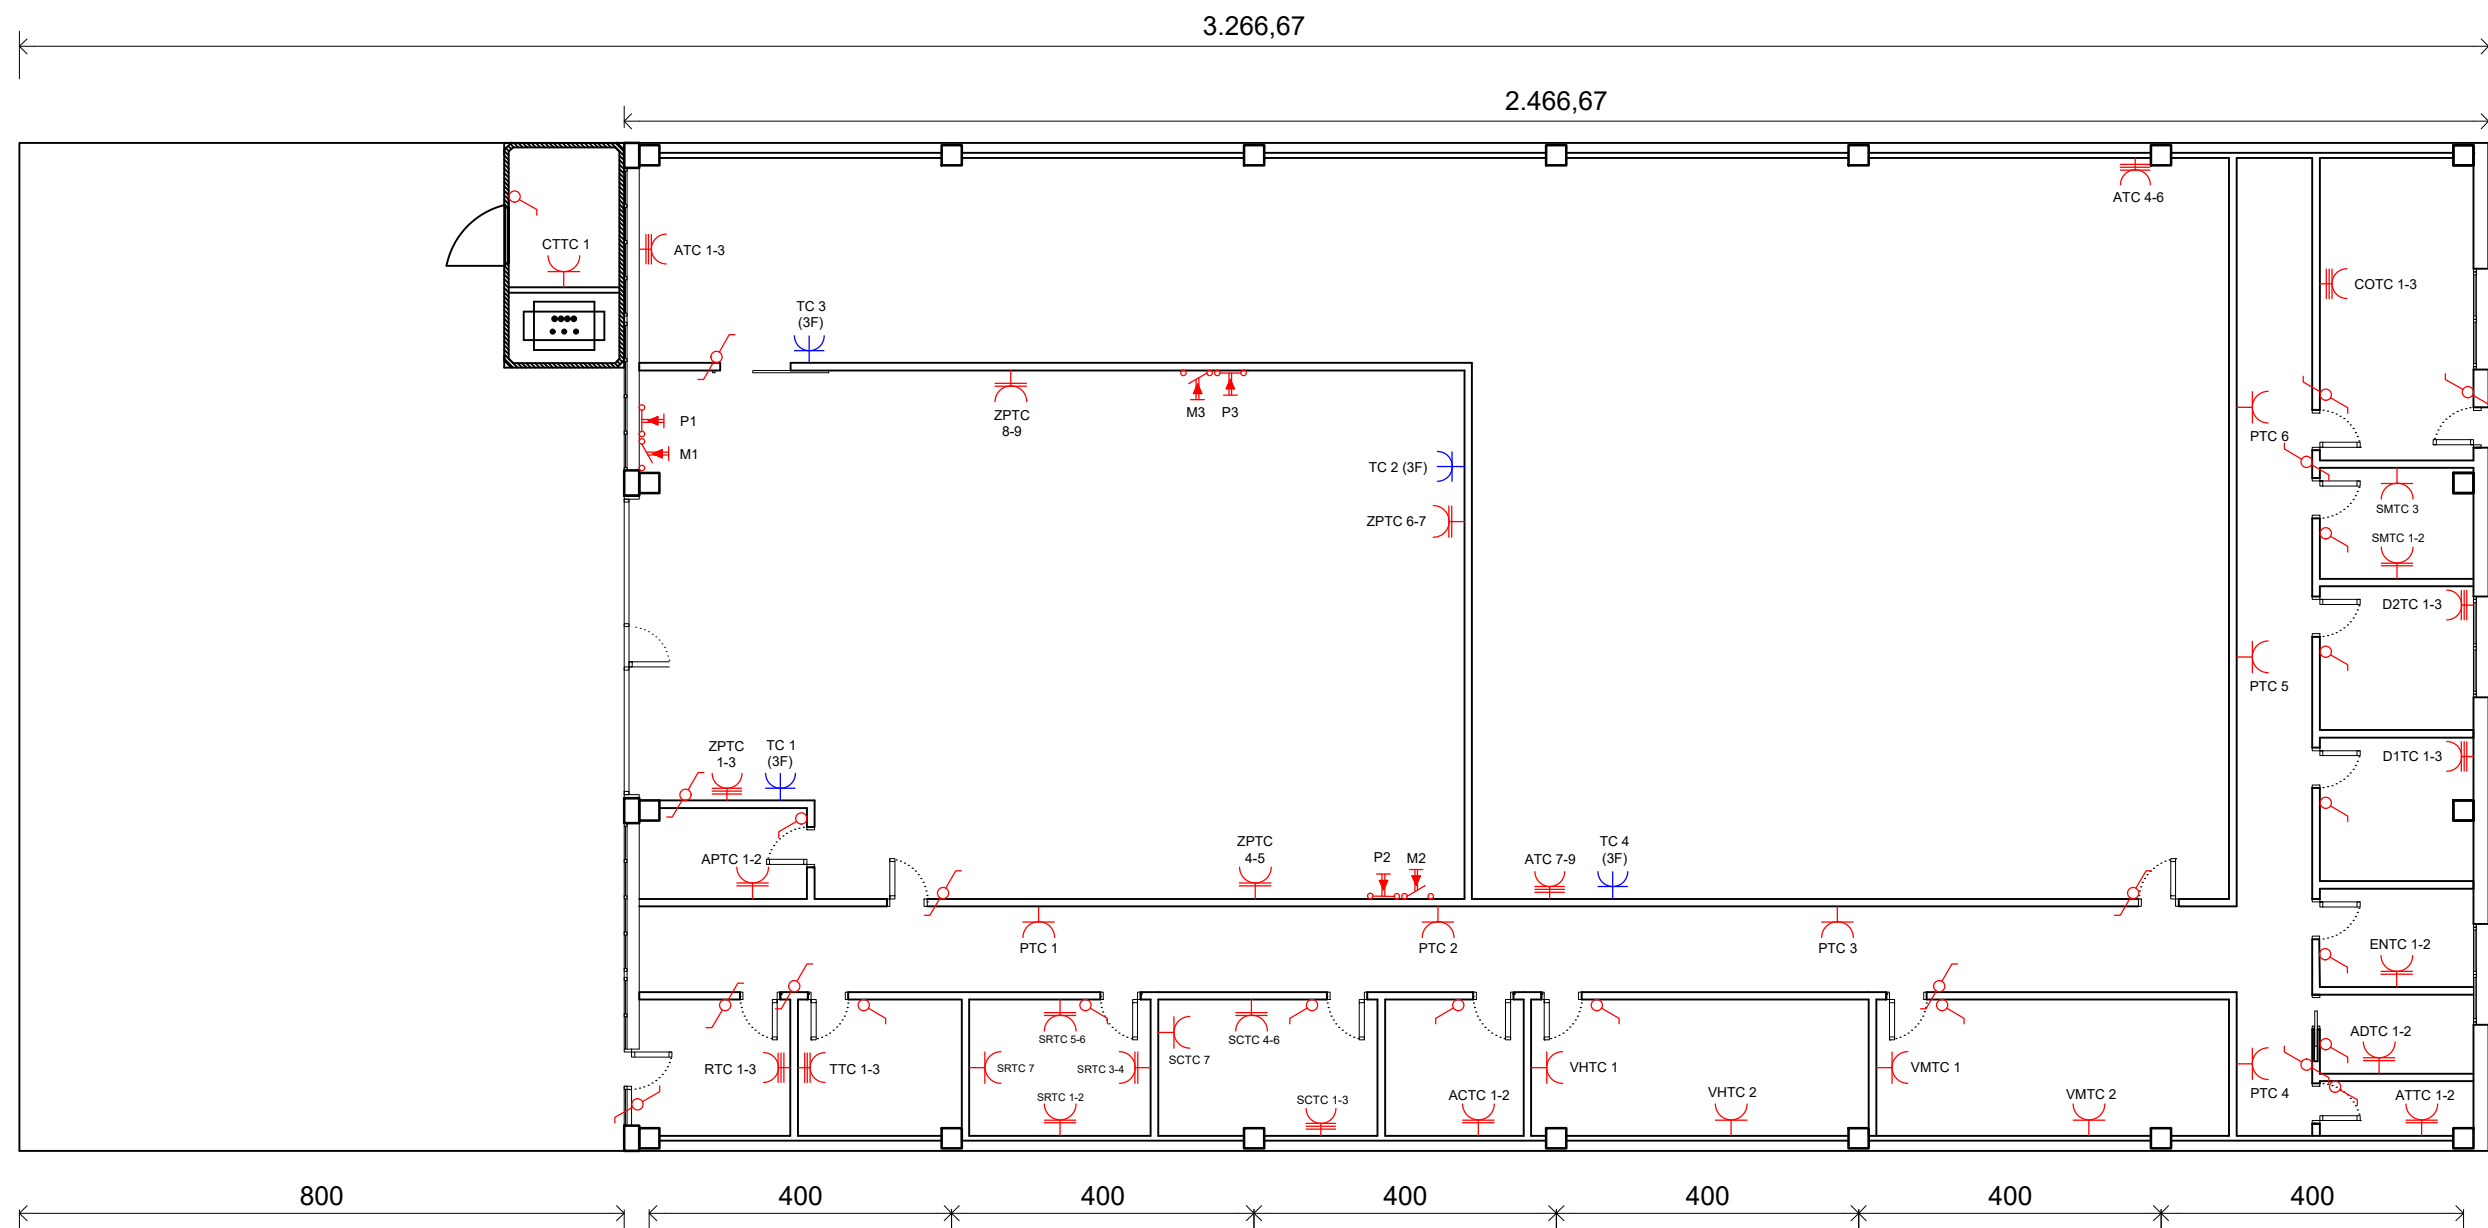 3.266,67
2.466,67
ATC 4-6
CTTC 1
ATC 1-3
COTC 1-3
TC 3
(3F)
ZPTC
8-9
M3
P3
P1
M1
PTC 6
TC 2 (3F)
ZPTC 6-7
SMTC 3
SMTC 1-2
D2TC 1-3
PTC 5
ZPTC
1-3
TC 1
(3F)
D1TC 1-3
APTC 1-2
ZPTC
4-5
P2
M2
ATC 7-9
TC 4
(3F)
PTC 1
PTC 2
PTC 3
ENTC 1-2
RTC 1-3
TTC 1-3
SRTC 7
SRTC 5-6
SRTC 3-4
SRTC 1-2
SCTC 7
SCTC 4-6
SCTC 1-3
ACTC 1-2
VHTC 1
VHTC 2
VMTC 1
VMTC 2
PTC 4
ADTC 1-2
ATTC 1-2
800
400
400
400
400
400
400